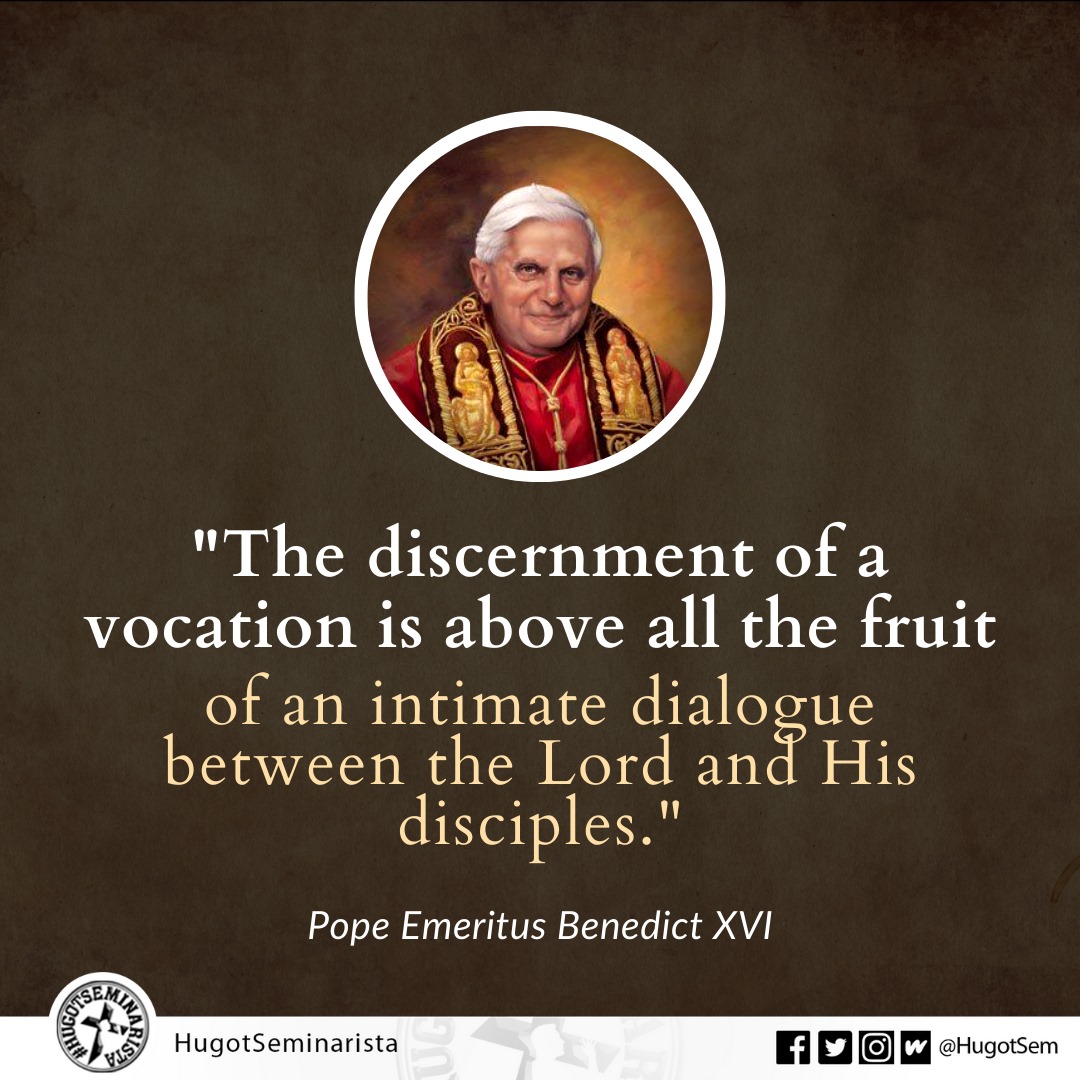 "The discernment of a
vocation is above all the fruit
of an intimate dialogue
between the Lord and His
disciples."
Pope Emeritus Benedict XVI
#HUGOTSEMINARISTA
HugotSeminarista
@HugotSem